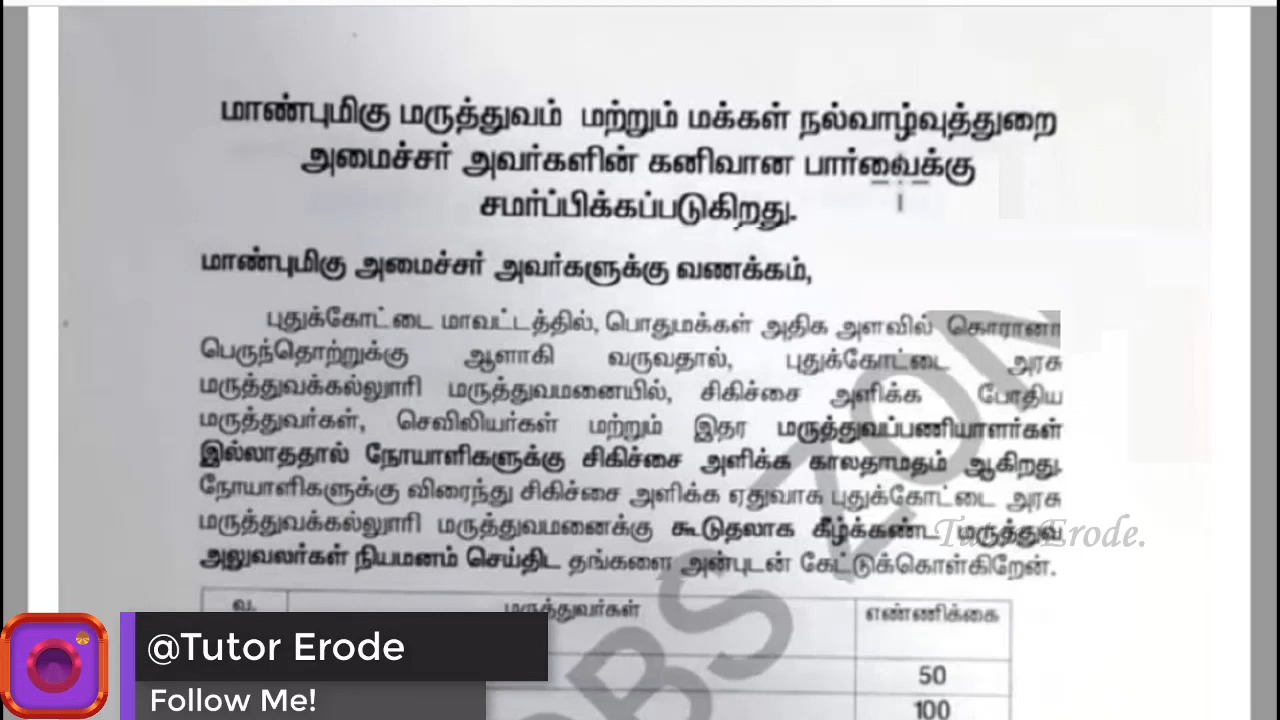 மாண்புமிகு மருத்துவம் மற்றும் மக்கள் நல்வாழ்வுத்துறை
அமைச்சர் அவர்களின் கனிவான பார்வைக்கு
சமர்ப்பிக்கப்படுகிறது.
மாண்புமிகு அமைச்சர் அவர்களுக்கு வணக்கம்,
புதுக்கோட்டை மாவட்டத்தில், பொதுமக்கள் அதிக அளவில் கொரானா
பெருந்தொற்றுக்கு ஆளாகி வருவதால், புதுக்கோட்டை அரசு
மருத்துவக்கல்லூரி மருத்துவமனையில், சிகிச்சை அளிக்க போதிய
மருத்துவர்கள், செவிலியர்கள் மற்றும் இதர மருத்துவப்பணியாளர்கள்
இல்லாததால் நோயாளிகளுக்கு சிகிச்சை அளிக்க காலதாமதம் ஆகிறது.
நோயாளிகளுக்கு விரைந்து சிகிச்சை அளிக்க ஏதுவாக புதுக்கோட்டை அரசு
மருத்துவக்கல்லூரி மருத்துவமனைக்கு கூடுதலாக கீழ்க்கண்ட மருத்துவ
Tutor Erode.
அலுவலர்கள் நியமனம் செய்திட தங்களை அன்புடன் கேட்டுக்கொள்கிறேன்.
வ. மருத்துவர்கள் எண்ணிக்கை
50
100
OBS ZON
@Tutor Erode
Follow Me!